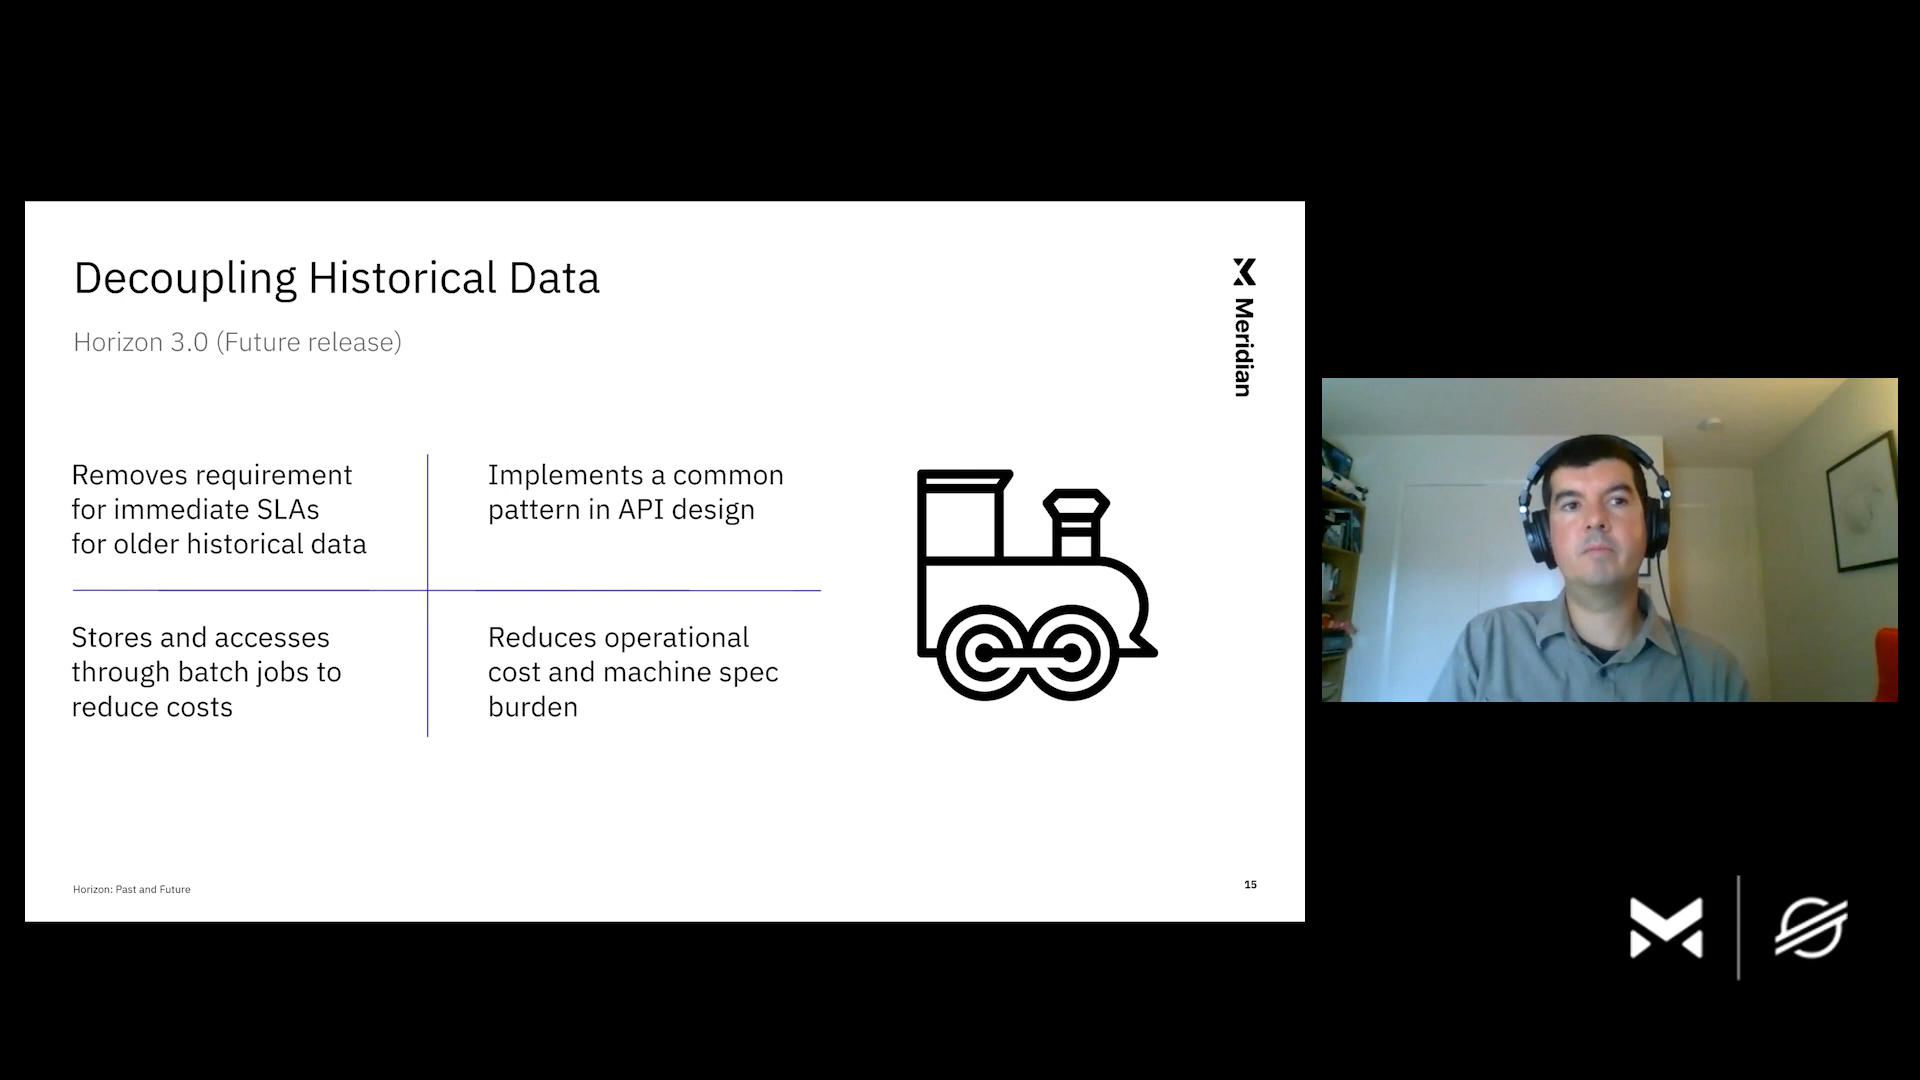 Decoupling Historical Data
Horizon 3.0 (Future release)
Meridian
Removes requirement
for immediate SLAs
for older historical data
Implements a common
pattern in API design
Stores and accesses
through batch jobs to
reduce costs
Reduces operational
cost and machine spec
burden
Horizon: Past and Future
15